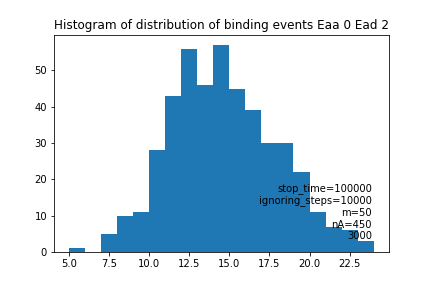 Histogram of distribution of binding events Eaa 0 Ead 2
50
40
30
20
10
0
stop_time=100000
ignoring_steps=10000
m=50
nA=450
3000
5.0 7.5 10.0 12.5 15.0 17.5 20.0 22.5